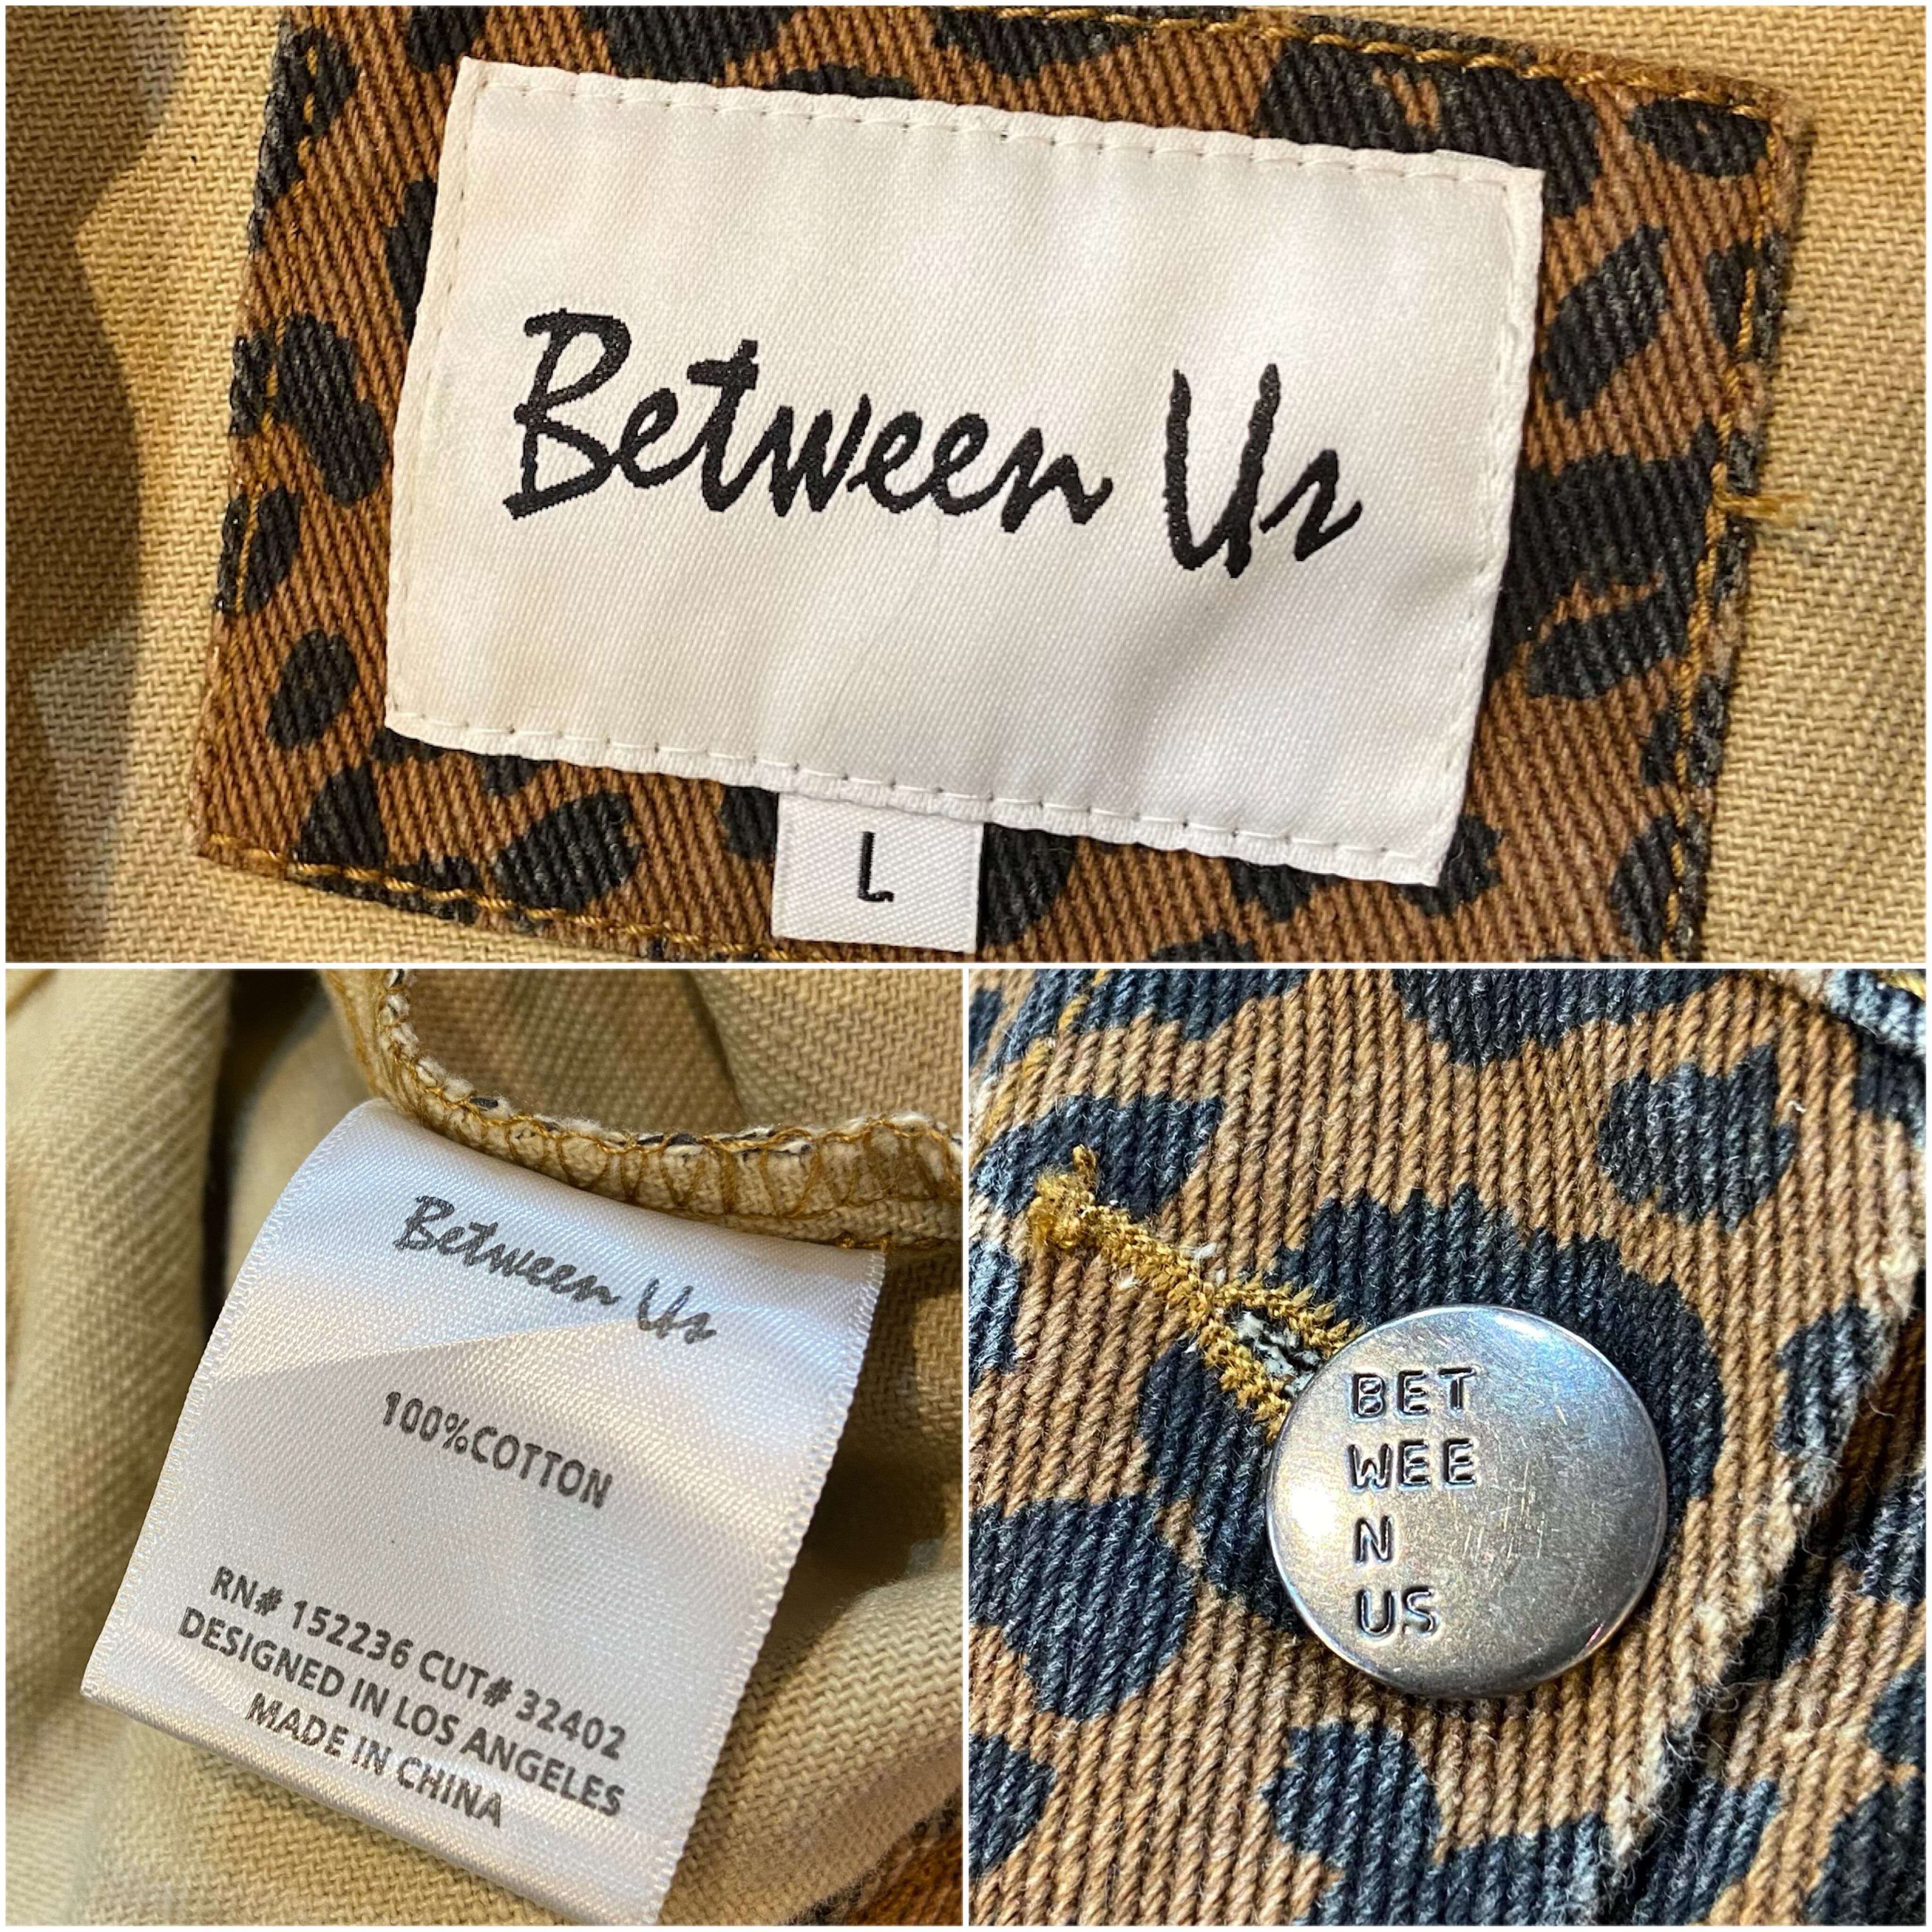 Between Us
L
Between Us
100%COTTON
RN# 152236 CUT# 32402
DESIGNED IN LOS ANGELES
MADE IN CHINA
BET
WEE
N
US